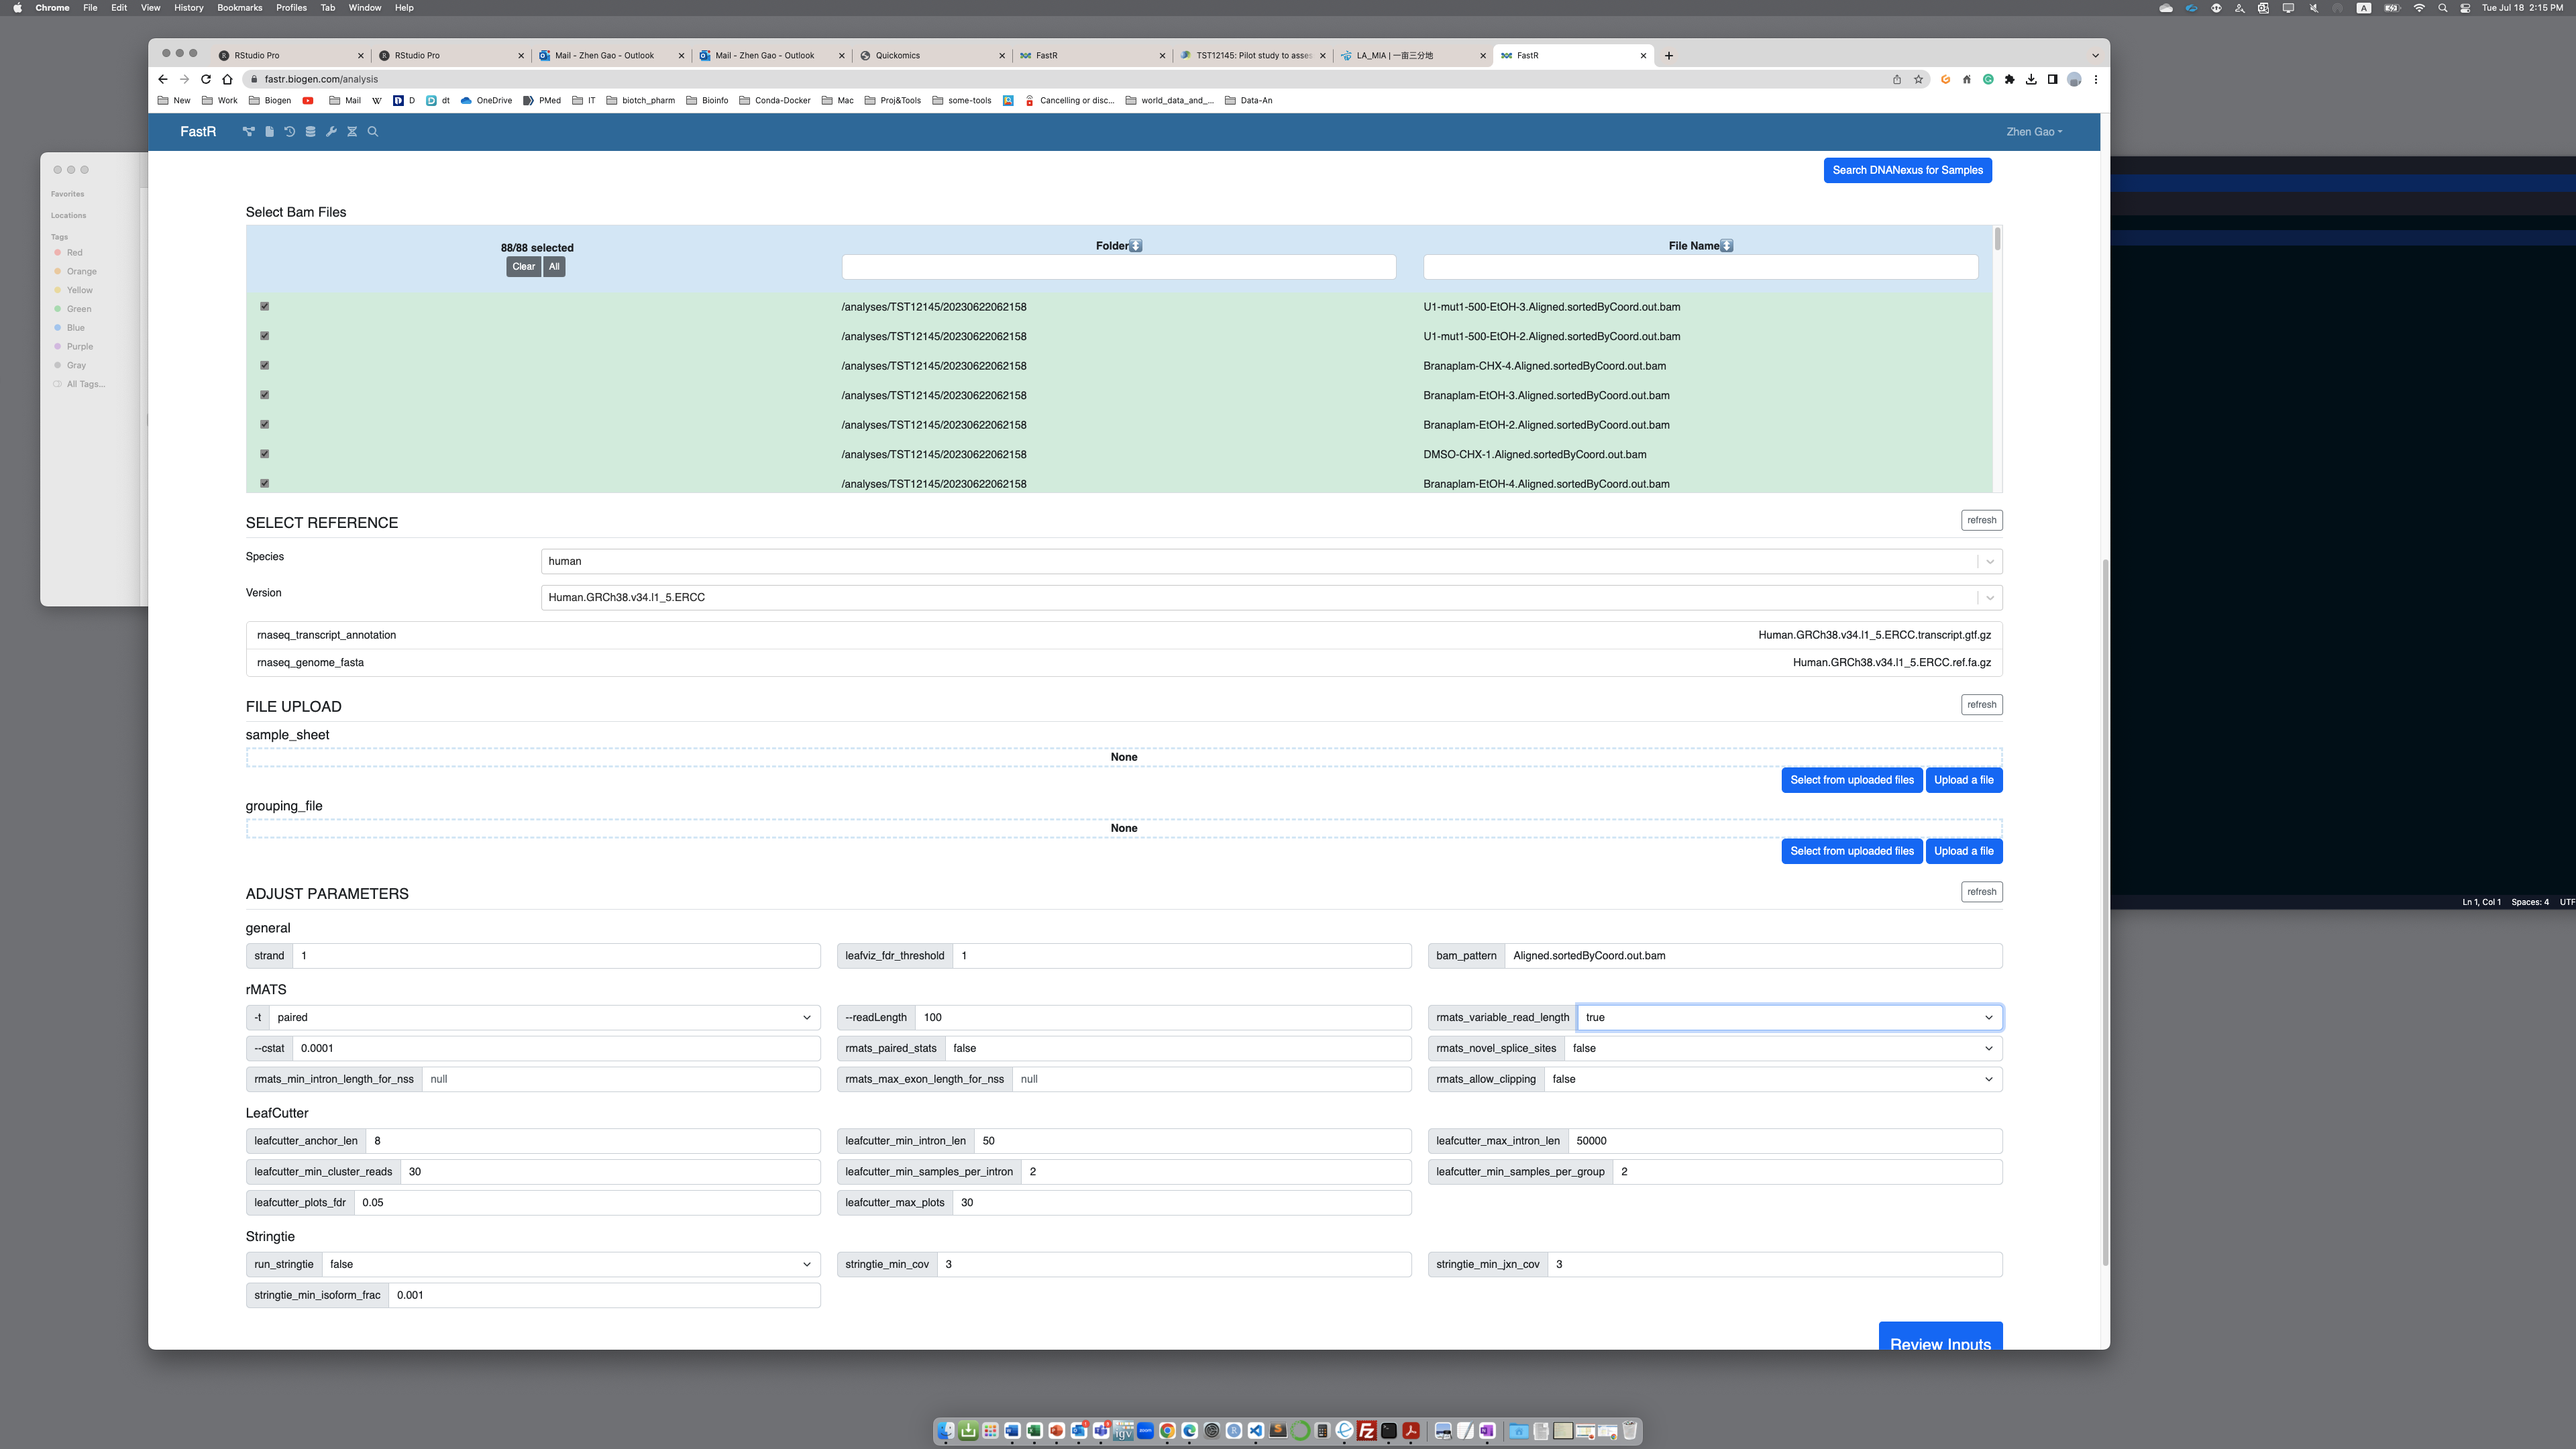 Chrome File Edit View History Bookmarks Profiles Tab Window Help
A
Tue Jul 18 2:15 PM
RStudio Pro
RStudio Pro
Mail - Zhen Gao - Outlook
Mail - Zhen Gao - Outlook
Quickomics
FastR
TST12145: Pilot study to asses
LA_MIA | 一亩三分地
FastR
fastr.biogen.com/analysis
New Work Biogen Mail W D dt OneDrive PMed IT biotch_pharm Bioinfo Conda-Docker Mac Proj&Tools some-tools Cancelling or disc... world_data_and_... Data-An
FastR
Zhen Gao
Favorites
Locations
Tags
Red
Orange
Yellow
Green
Blue
Purple
Gray
All Tags...
Search DNANexus for Samples
Select Bam Files
88/88 selected Folder File Name
Clear All
/analyses/TST12145/20230622062158 U1-mut1-500-EtOH-3.Aligned.sortedByCoord.out.bam
/analyses/TST12145/20230622062158 U1-mut1-500-EtOH-2.Aligned.sortedByCoord.out.bam
/analyses/TST12145/20230622062158 Branaplam-CHX-4.Aligned.sortedByCoord.out.bam
/analyses/TST12145/20230622062158 Branaplam-EtOH-3.Aligned.sortedByCoord.out.bam
/analyses/TST12145/20230622062158 Branaplam-EtOH-2.Aligned.sortedByCoord.out.bam
/analyses/TST12145/20230622062158 DMSO-CHX-1.Aligned.sortedByCoord.out.bam
/analyses/TST12145/20230622062158 Branaplam-EtOH-4.Aligned.sortedByCoord.out.bam
SELECT REFERENCE refresh
Species human
Version Human.GRCh38.v34.l1_5.ERCC
rnaseq_transcript_annotation Human.GRCh38.v34.l1_5.ERCC.transcript.gtf.gz
rnaseq_genome_fasta Human.GRCh38.v34.l1_5.ERCC.ref.fa.gz
FILE UPLOAD refresh
sample_sheet
None
Select from uploaded files Upload a file
grouping_file
None
Select from uploaded files Upload a file
ADJUST PARAMETERS refresh
general
strand 1 leafviz_fdr_threshold 1 bam_pattern Aligned.sortedByCoord.out.bam
rMATS
-t paired --readLength 100 rmats_variable_read_length true
--cstat 0.0001 rmats_paired_stats false rmats_novel_splice_sites false
rmats_min_intron_length_for_nss null rmats_max_exon_length_for_nss null rmats_allow_clipping false
LeafCutter
leafcutter_anchor_len 8 leafcutter_min_intron_len 50 leafcutter_max_intron_len 50000
leafcutter_min_cluster_reads 30 leafcutter_min_samples_per_intron 2 leafcutter_min_samples_per_group 2
leafcutter_plots_fdr 0.05 leafcutter_max_plots 30
Stringtie
run_stringtie false stringtie_min_cov 3 stringtie_min_jxn_cov 3
stringtie_min_isoform_frac 0.001
Review Inputs
Ln 1, Col 1 Spaces: 4 UTF
igv
zoom